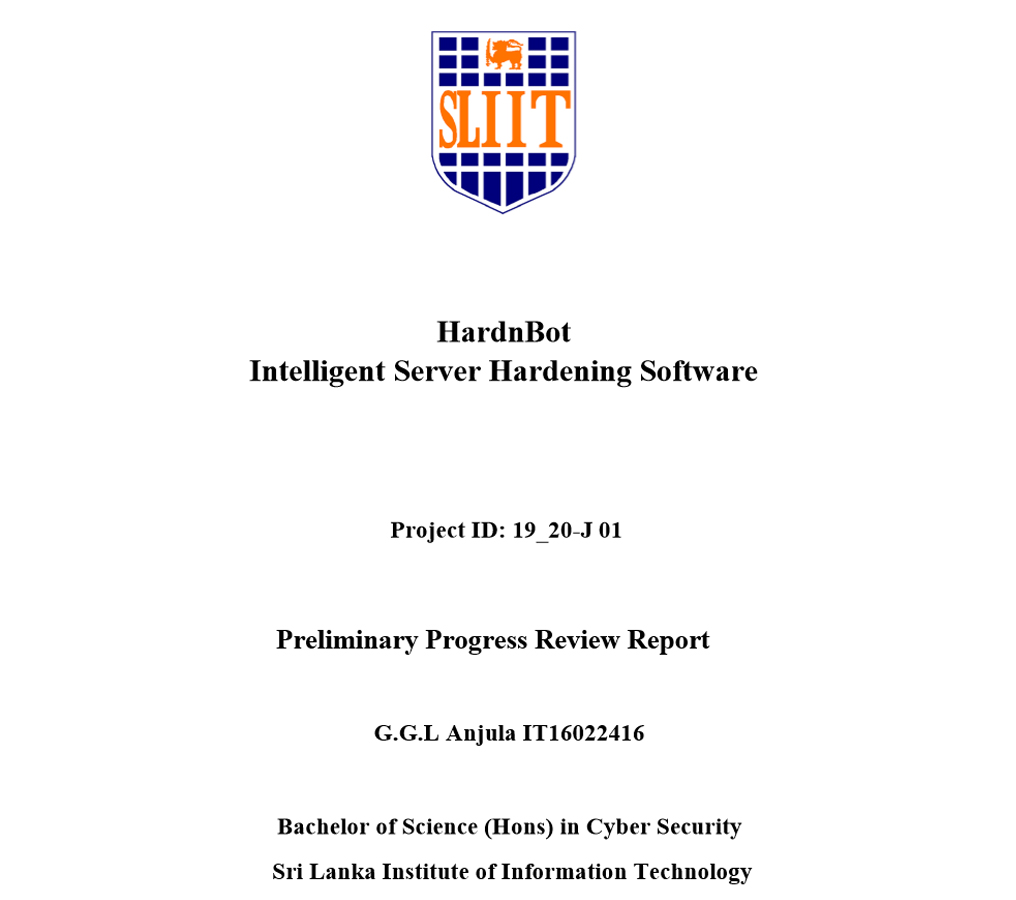 SLIIT
HardnBot
Intelligent Server Hardening Software
Project ID: 19_20-J 01
Preliminary Progress Review Report
G.G.L Anjula IT16022416
Bachelor of Science (Hons) in Cyber Security
Sri Lanka Institute of Information Technology